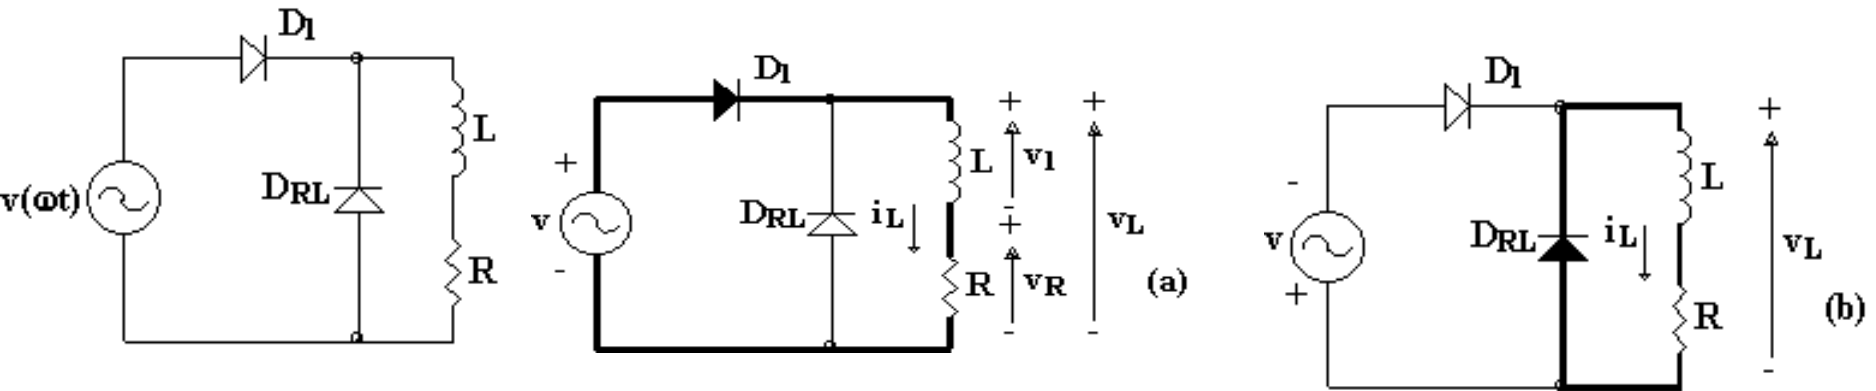 D1
L
DRL
v(ωt)
R
D1
+
+
+
v1
L
-
+
DRL
iL
v
vL
-
R
vR
(a)
-
-
D1
+
-
L
DRL
iL
v
vL
+
R
(b)
-